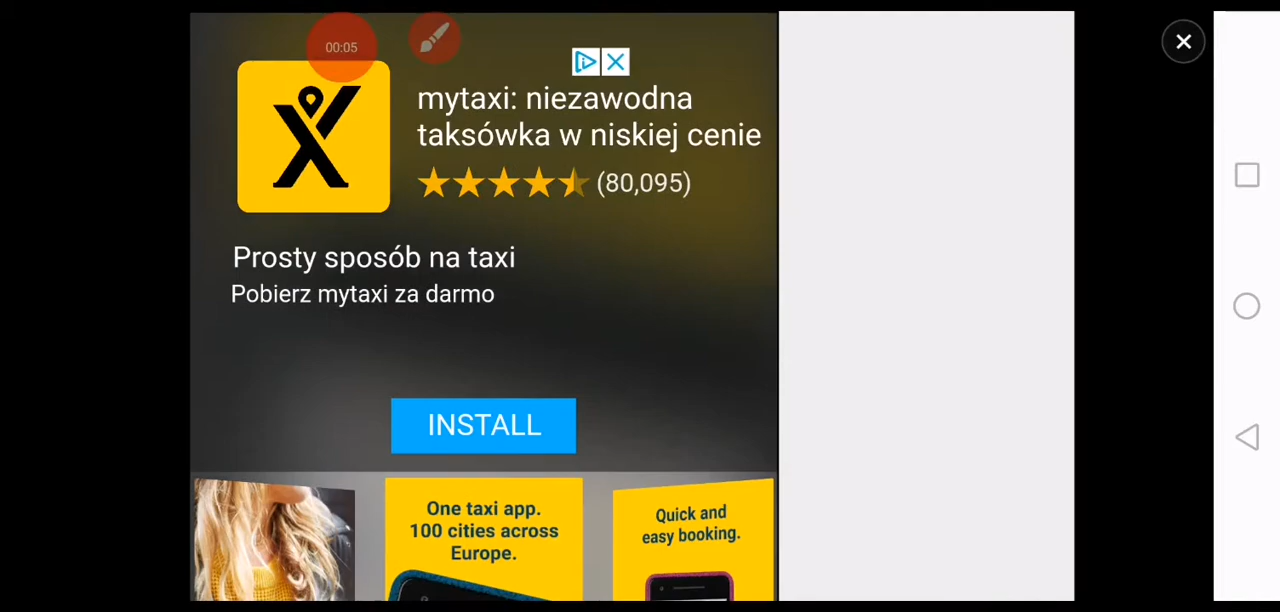 00:05
mytaxi: niezawodna
taksówka w niskiej cenie
(80,095)
Prosty sposób na taxi
Pobierz mytaxi za darmo
INSTALL
One taxi app.
100 cities across
Europe.
Quick and
easy booking.